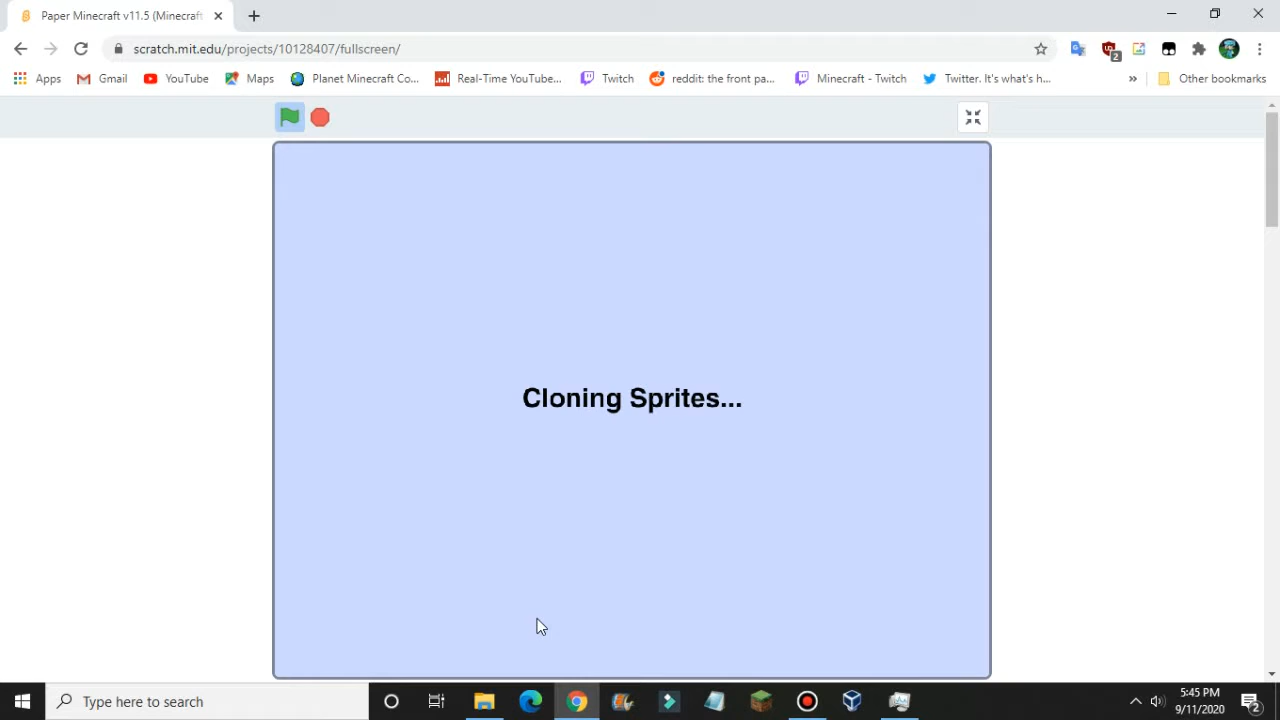 Paper Minecraft v11.5 (Minecraft
scratch.mit.edu/projects/10128407/fullscreen/
2
Apps Gmail YouTube Maps Planet Minecraft Co... Real-Time YouTube... Twitch reddit: the front pa... Minecraft - Twitch Twitter. It's what's h... » Other bookmarks
Cloning Sprites...
Type here to search
5:45 PM
9/11/2020
2